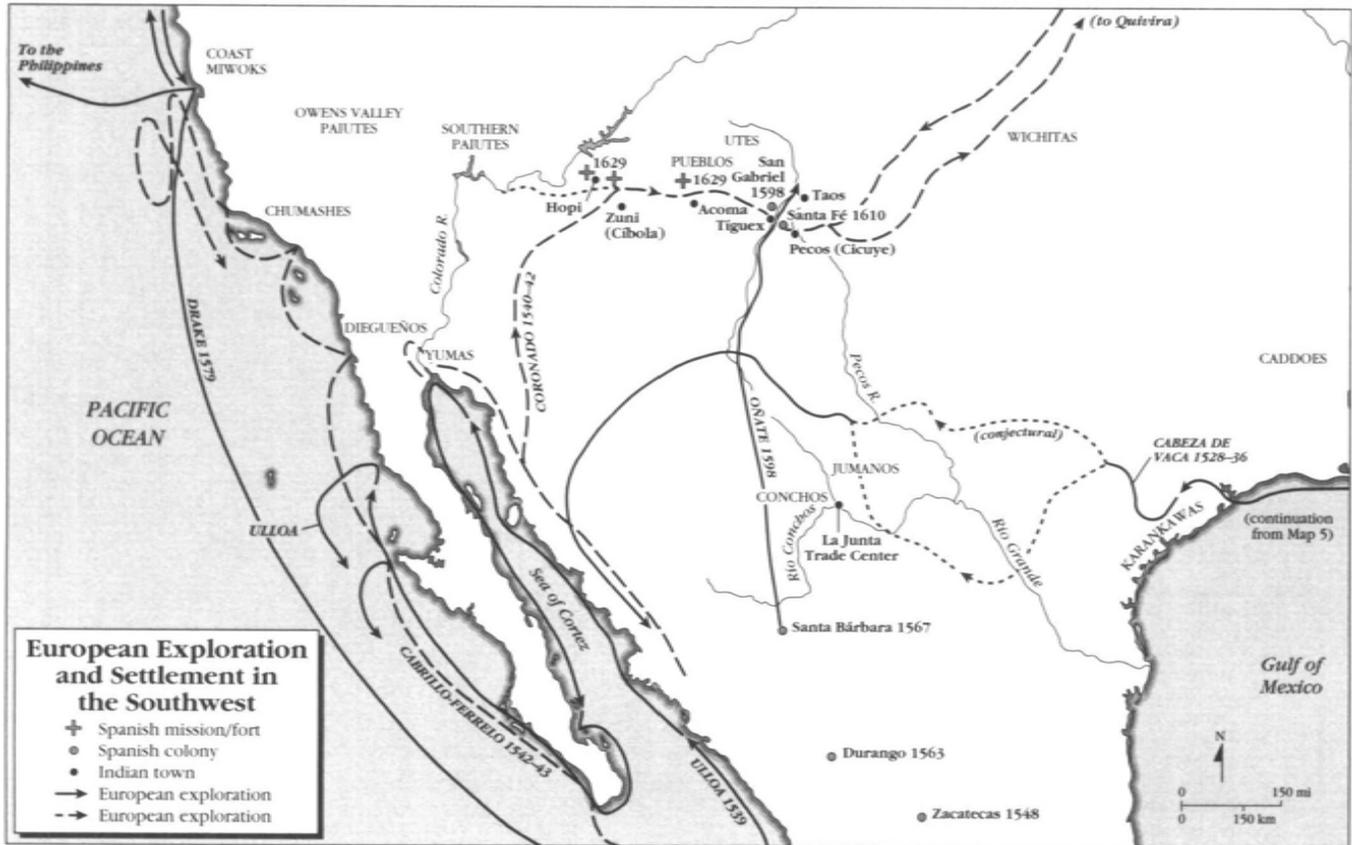 To the
Philippines
COAST
MIWOKS
(to Quivira)
OWENS VALLEY
PAIUTES
SOUTHERN
PAIUTES
UTES
WICHITAS
1629
PUEBLOS
1629
San
Gabriel
1598
Taos
Hopi
Zuni
(Cíbola)
Acoma
Tiguex
Santa Fé 1610
Pecos (Cicuye)
CHUMASHES
Colorado R.
DRAKE 1579
DIEGUEÑOS
YUMAS
CORONADO 1540–42
Pecos R.
CADDOES
PACIFIC
OCEAN
OÑATE 1598
(conjectural)
CABEZA DE
VACA 1528–36
JUMANOS
CONCHOS
ULLOA
Río Conchos
La Junta
Trade Center
Río Grande
KARANKAWAS
(continuation
from Map 5)
Sea of Cortez
Santa Bárbara 1567
Gulf of
Mexico
CABRILLO-FERRELO 1542–43
ULLOA 1539
Durango 1563
Zacatecas 1548
N
0 150 mi
0 150 km
European Exploration
and Settlement in
the Southwest
Spanish mission/fort
Spanish colony
Indian town
European exploration
European exploration